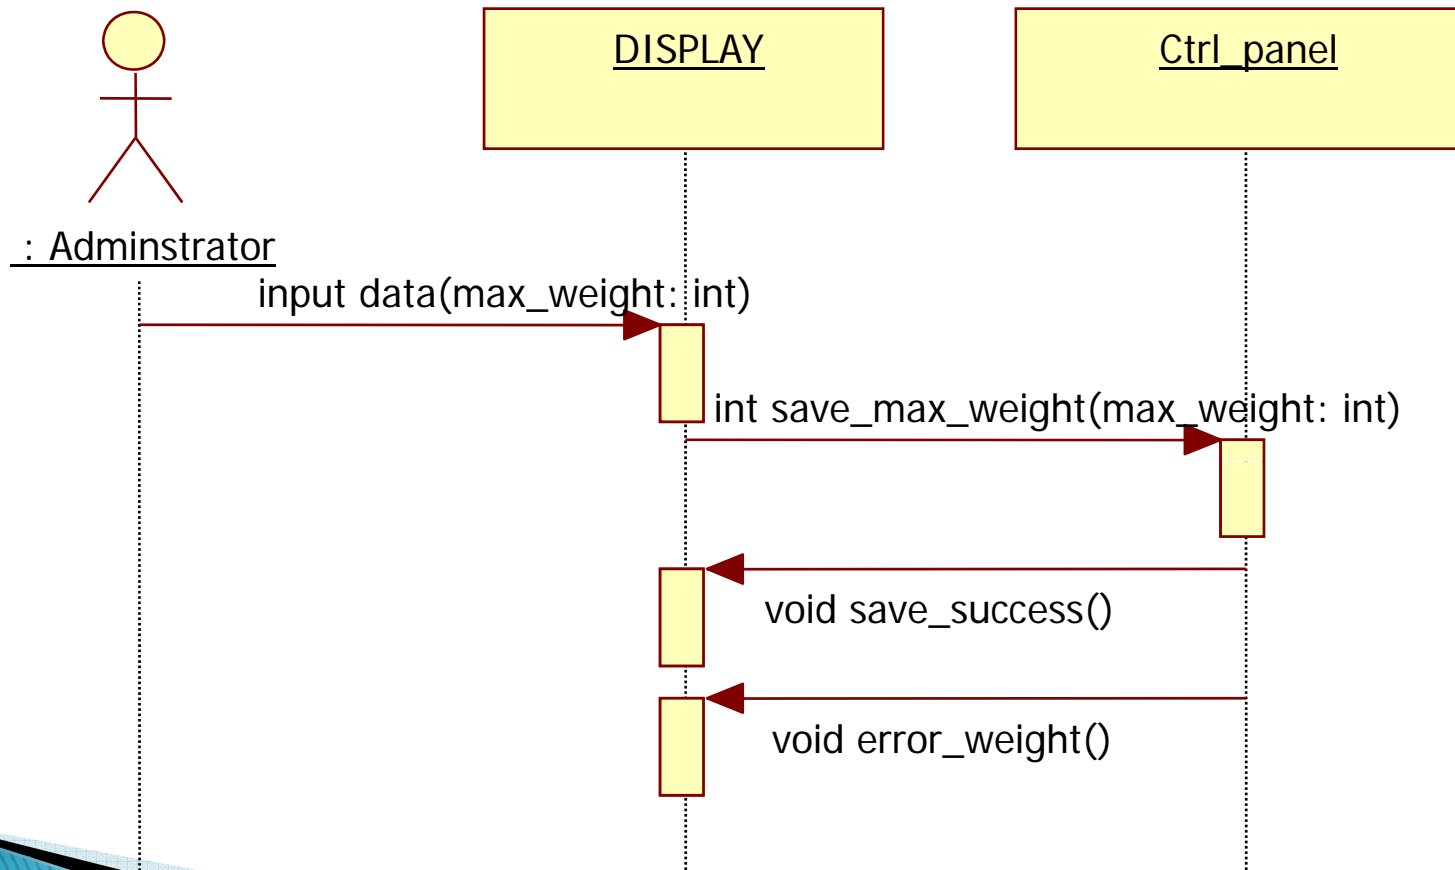 DISPLAY
Ctrl_panel
: Adminstrator
input data(max_weight: int)
int save_max_weight(max_weight: int)
void save_success()
void error_weight()